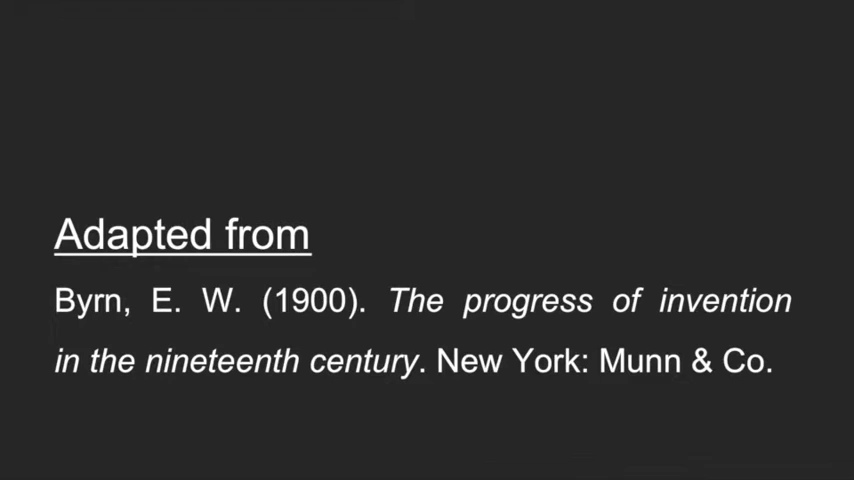 Adapted from
Byrn, E. W. (1900). The progress of invention
in the nineteenth century. New York: Munn & Co.